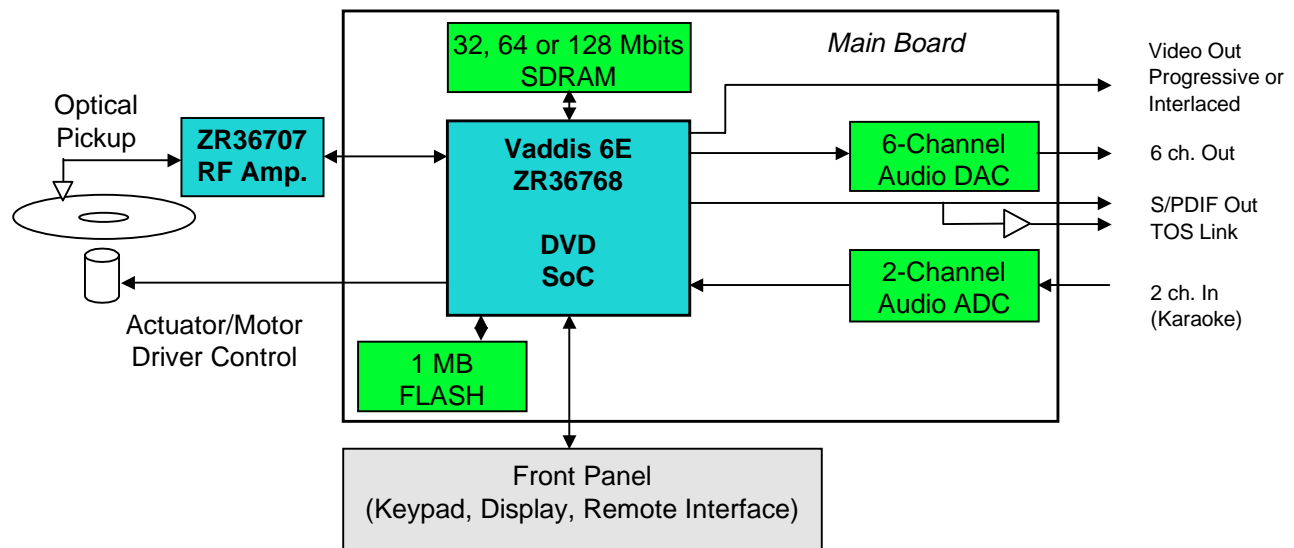 32, 64 or 128 Mbits
SDRAM
Main Board
Video Out
Progressive or
Interlaced
Optical
Pickup
ZR36707
RF Amp.
Vaddis 6E
ZR36768
DVD
SoC
6-Channel
Audio DAC
6 ch. Out
S/PDIF Out
TOS Link
2-Channel
Audio ADC
2 ch. In
(Karaoke)
Actuator/Motor
Driver Control
1 MB
FLASH
Front Panel
(Keypad, Display, Remote Interface)